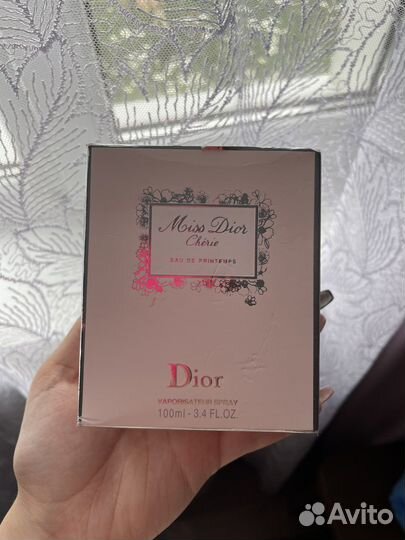 Miss Dior
Chérie
EAU DE PRINTEMPS
Dior
VAPORISATEUR SPRAY
100ml - 3.4 FL.OZ.
Avito